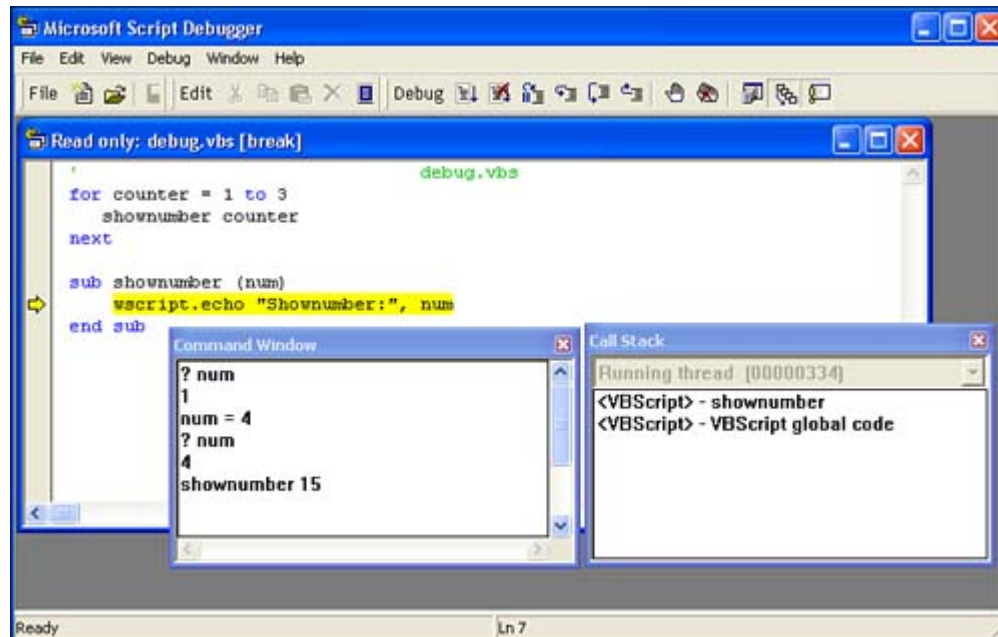 Microsoft Script Debugger
File Edit View Debug Window Help
File Edit Debug
Read only: debug.vbs [break]
' debug.vbs
for counter = 1 to 3
shownumber counter
next
sub shownumber (num)
wscript.echo "Shownumber:", num
end sub
Command Window
? num
1
num = 4
? num
4
shownumber 15
Call Stack
Running thread (00000334)
<VBScript> - shownumber
<VBScript> - VBScript global code
Ready Ln 7